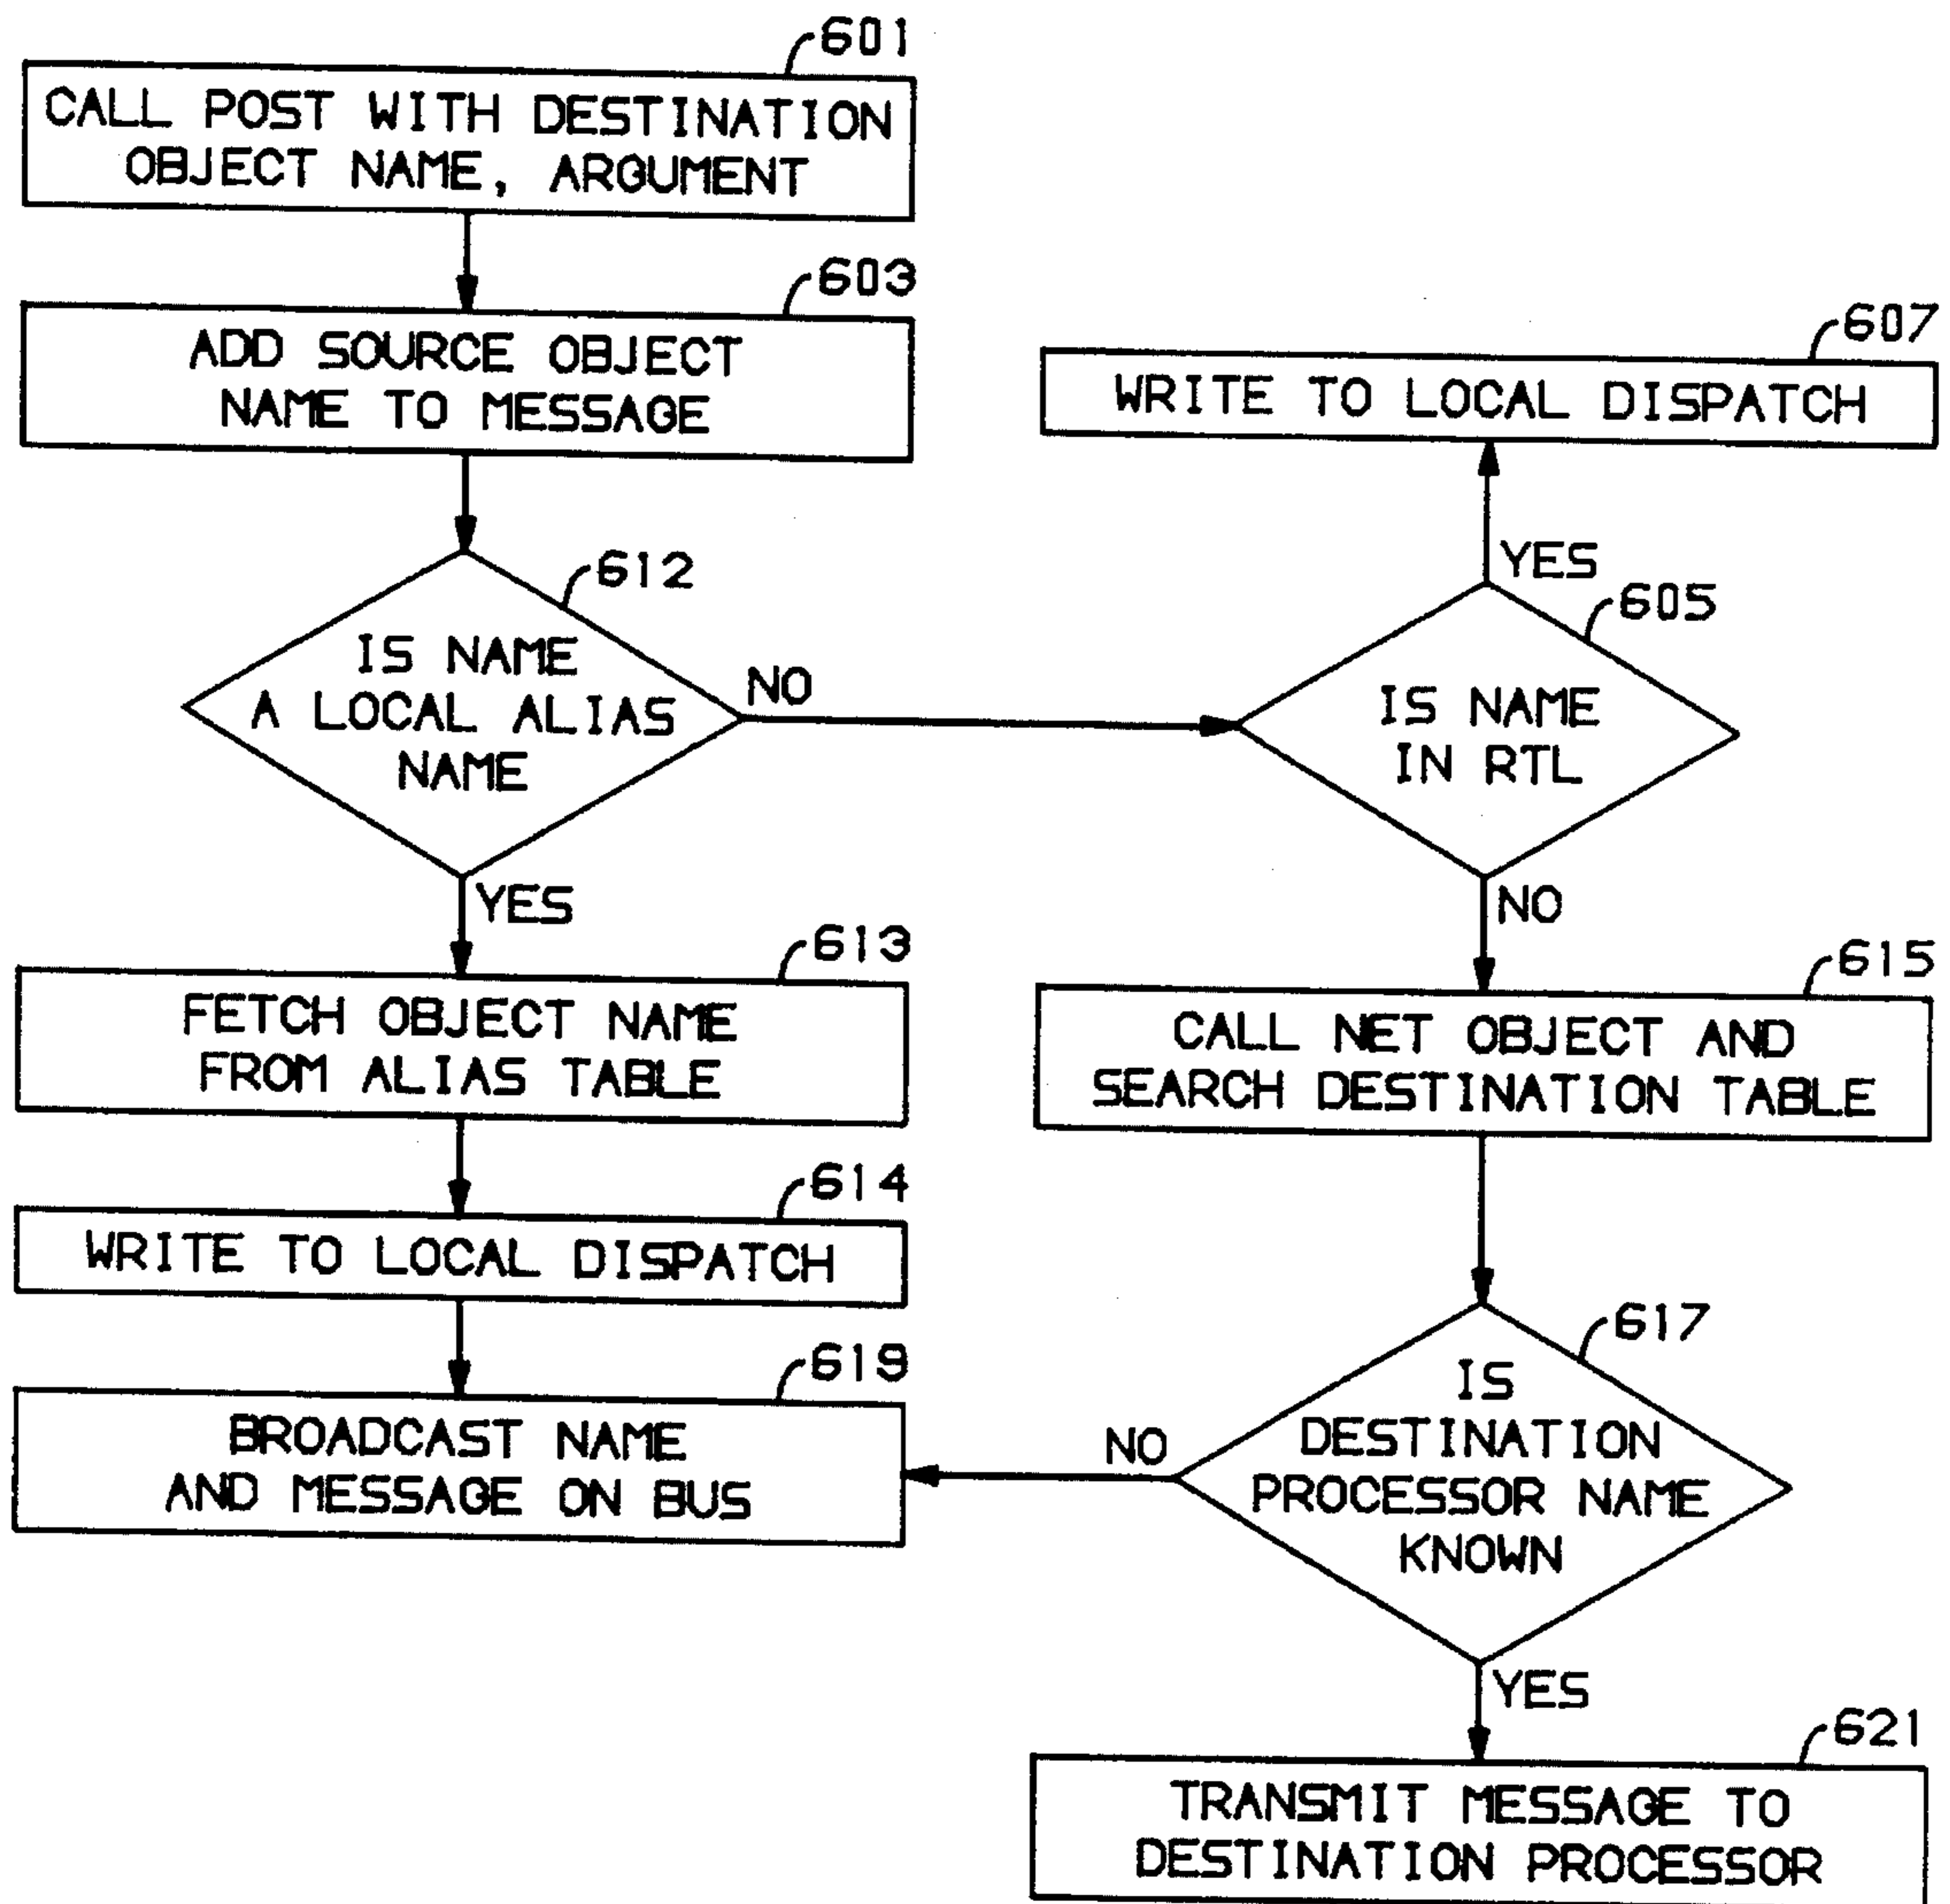 601
CALL POST WITH DESTINATION
OBJECT NAME, ARGUMENT
603
ADD SOURCE OBJECT
NAME TO MESSAGE
612
IS NAME
A LOCAL ALIAS
NAME
NO
YES
607
WRITE TO LOCAL DISPATCH
YES
605
IS NAME
IN RTL
NO
613
FETCH OBJECT NAME
FROM ALIAS TABLE
614
WRITE TO LOCAL DISPATCH
619
BROADCAST NAME
AND MESSAGE ON BUS
615
CALL NET OBJECT AND
SEARCH DESTINATION TABLE
617
IS
DESTINATION
PROCESSOR NAME
KNOWN
NO
YES
621
TRANSMIT MESSAGE TO
DESTINATION PROCESSOR